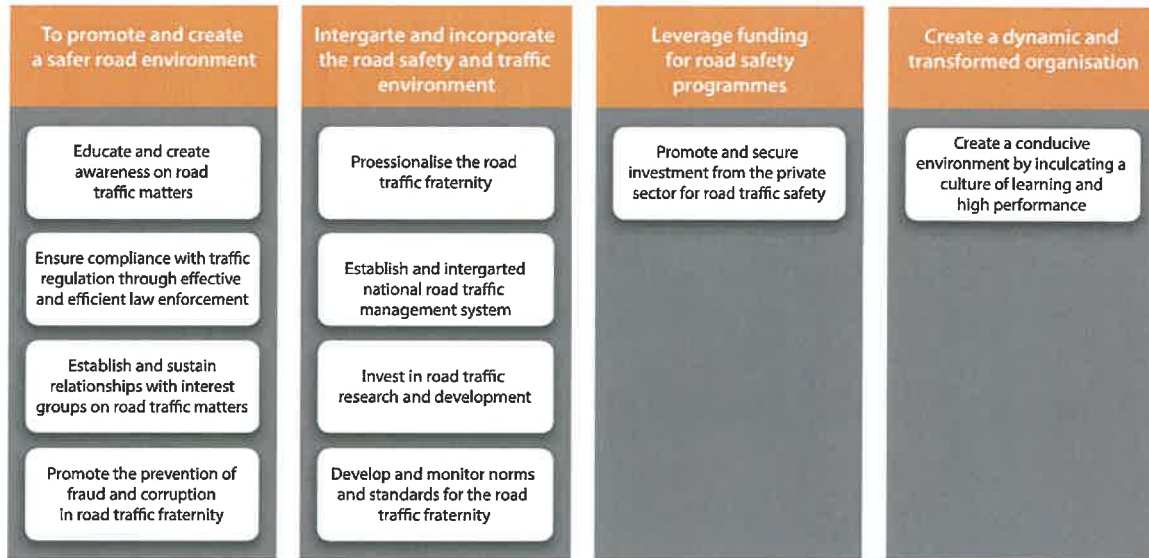 To promote and create
a safer road environment
Educate and create
awareness on road
traffic matters
Ensure compliance with traffic
regulation through effective
and efficient law enforcement
Establish and sustain
relationships with interest
groups on road traffic matters
Promote the prevention of
fraud and corruption
in road traffic fraternity
Intergarte and incorporate
the road safety and traffic
environment
Proessionalise the road
traffic fraternity
Establish and intergarted
national road traffic
management system
Invest in road traffic
research and development
Develop and monitor norms
and standards for the road
traffic fraternity
Leverage funding
for road safety
programmes
Promote and secure
investment from the private
sector for road traffic safety
Create a dynamic and
transformed organisation
Create a conducive
environment by inculcating a
culture of learning and
high performance